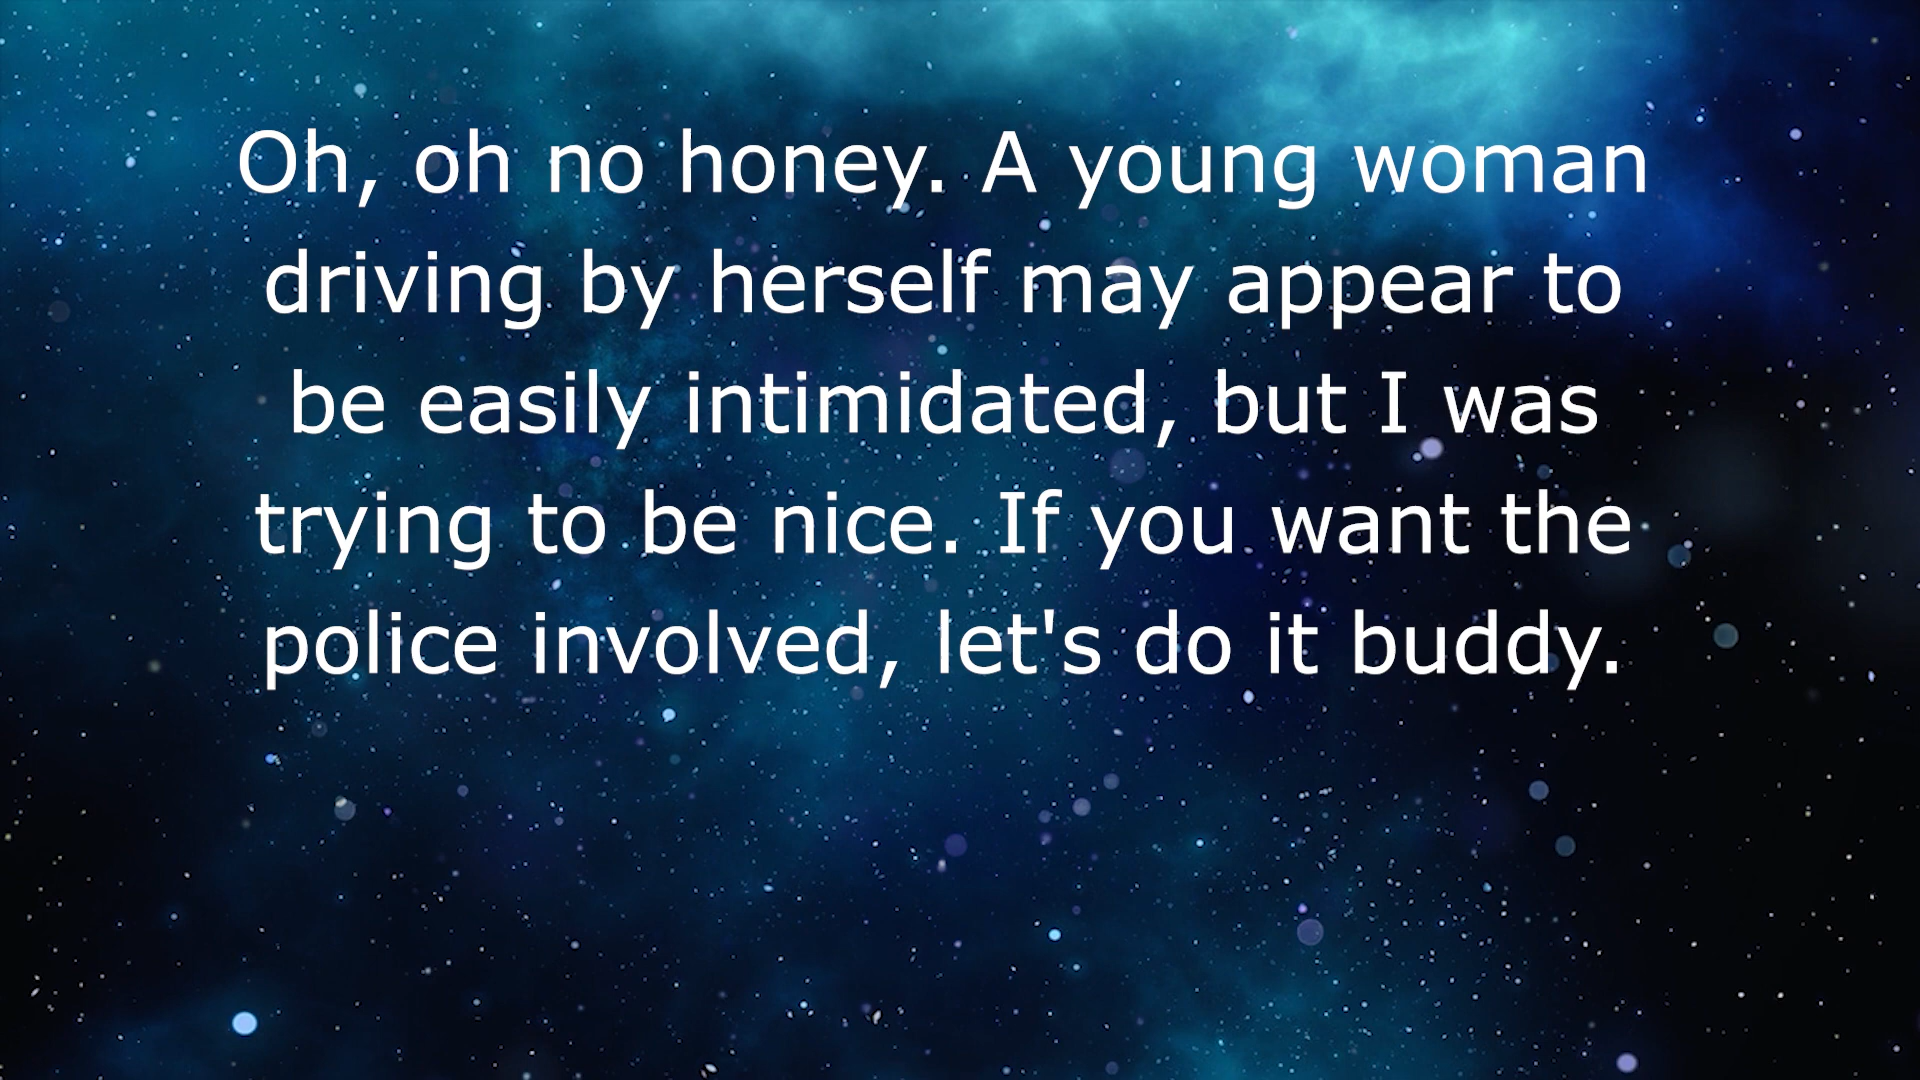 Oh, oh no honey. A young woman
driving by herself may appear to
be easily intimidated, but I was
trying to be nice. If you want the
police involved, let's do it buddy.